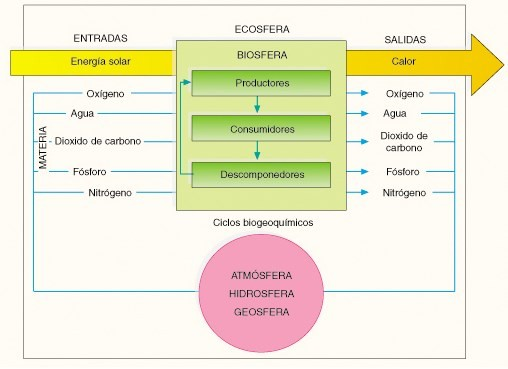 ECOSFERA
ENTRADAS
SALIDAS
BIOSFERA
Energía solar
Calor
Productores
Consumidores
Descomponedores
MATERIA
Oxígeno
Agua
Dioxido de carbono
Fósforo
Nitrógeno
Oxígeno
Agua
Dioxido de
carbono
Fósforo
Nitrógeno
Ciclos biogeoquímicos
ATMÓSFERA
HIDROSFERA
GEOSFERA